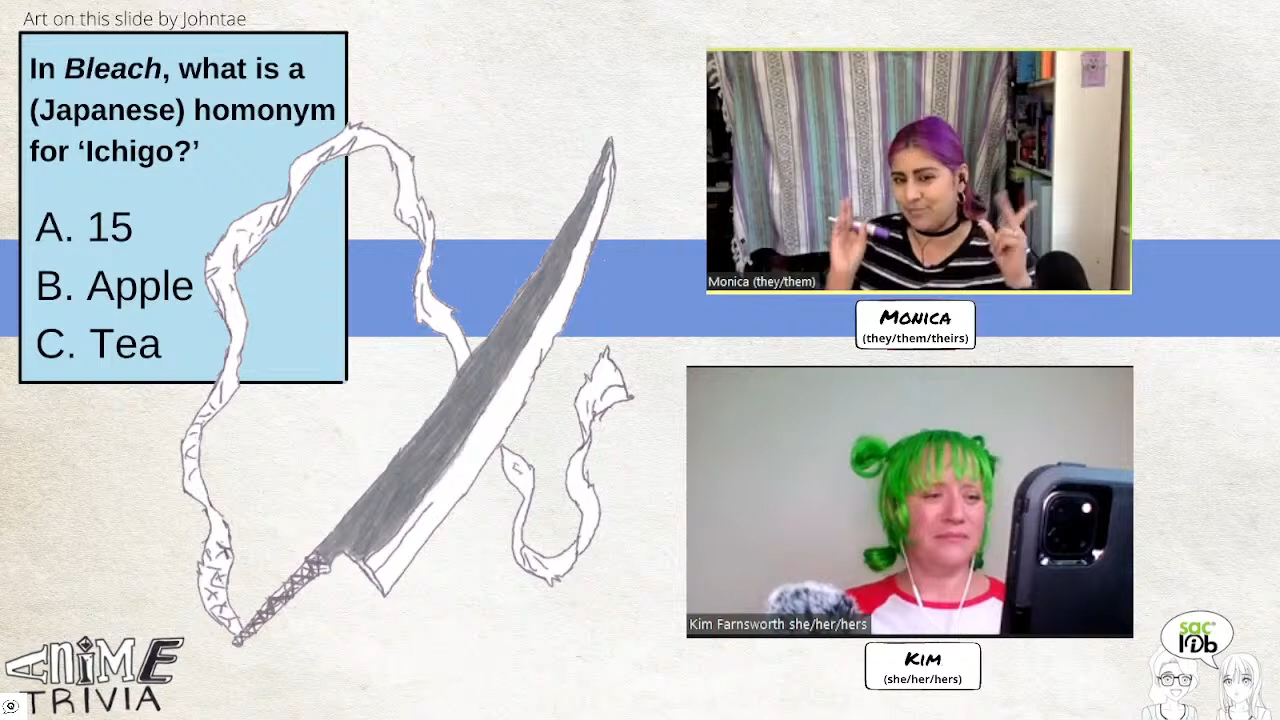 Art on this slide by Johntae
In Bleach, what is a
(Japanese) homonym
for ‘Ichigo?’
A. 15
B. Apple
C. Tea
Monica (they/them)
MONICA
(they/them/theirs)
Kim Farnsworth she/her/hers
KIM
(she/her/hers)
ANiME
TRIVIA
sac
lib